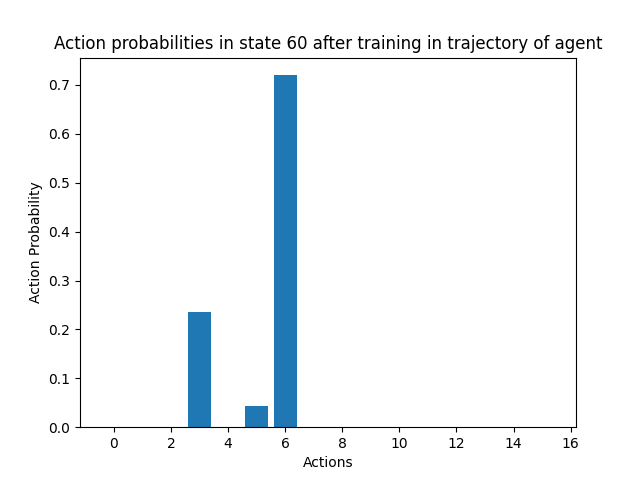 Action probabilities in state 60 after training in trajectory of agent
0.7
0.6
0.5
0.4
0.3
0.2
0.1
0.0
Action Probability
0 2 4 6 8 10 12 14 16
Actions